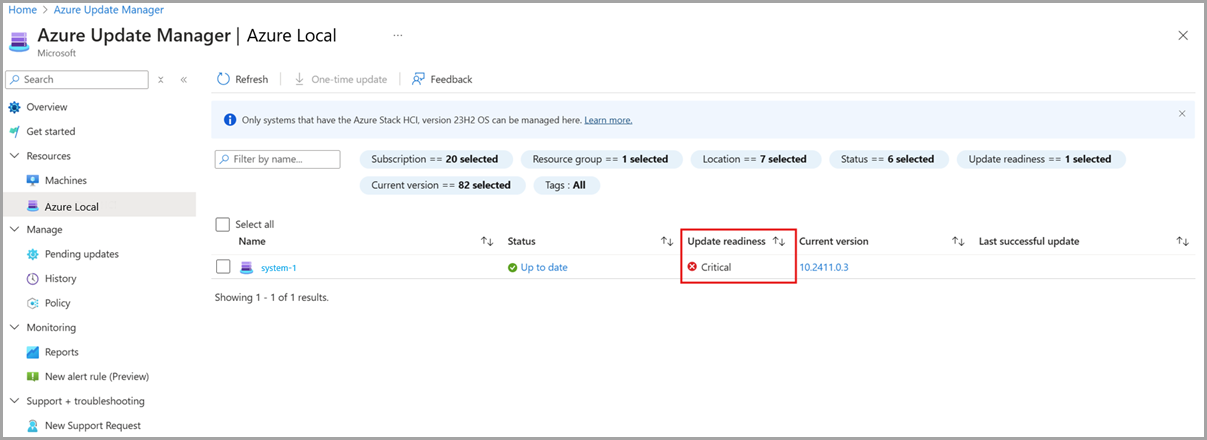 Home > Azure Update Manager
Azure Update Manager | Azure Local ...
Microsoft
Search
Overview
Get started
Resources
Machines
Azure Local
Manage
Pending updates
History
Policy
Monitoring
Reports
New alert rule (Preview)
Support + troubleshooting
New Support Request
Refresh One-time update Feedback
Only systems that have the Azure Stack HCI, version 23H2 OS can be managed here. Learn more.
Filter by name... Subscription == 20 selected Resource group == 1 selected Location == 7 selected Status == 6 selected Update readiness == 1 selected
Current version == 82 selected Tags : All
Select all
Name Status Update readiness Current version Last successful update
system-1 Up to date Critical 10.2411.0.3
Showing 1 - 1 of 1 results.